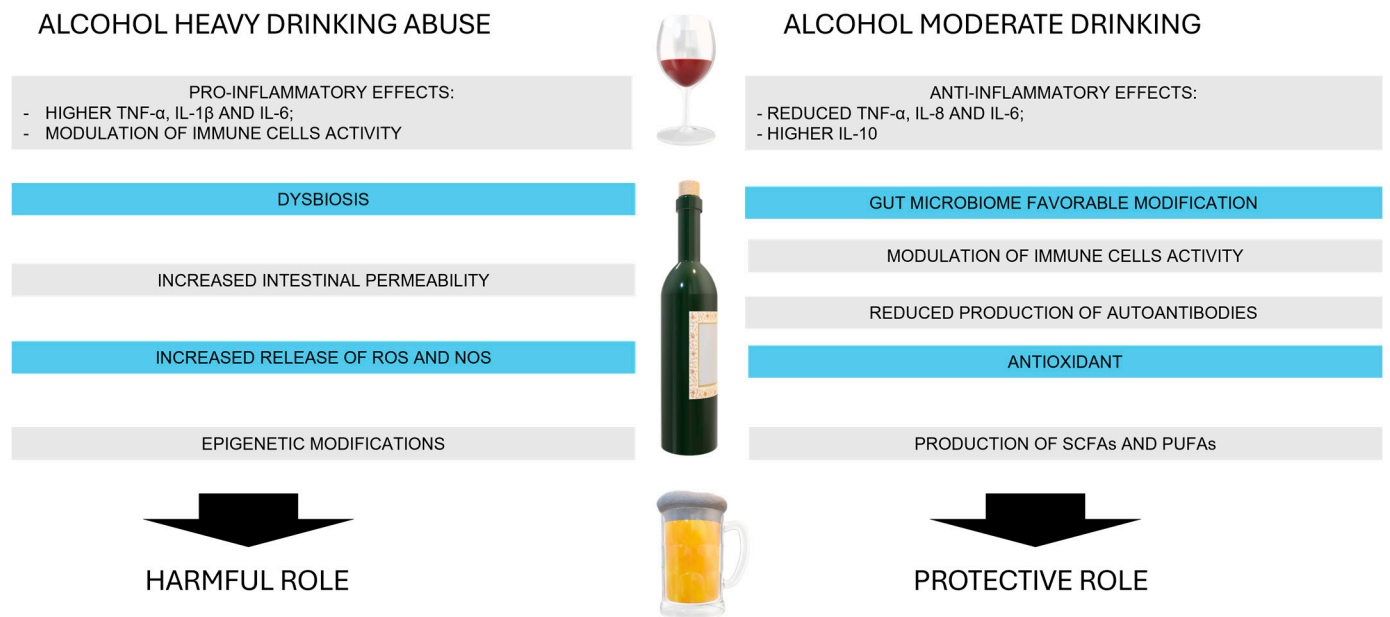 ALCOHOL HEAVY DRINKING ABUSE
PRO-INFLAMMATORY EFFECTS:
- HIGHER TNF-α, IL-1β AND IL-6;
- MODULATION OF IMMUNE CELLS ACTIVITY
DYSBIOSIS
INCREASED INTESTINAL PERMEABILITY
INCREASED RELEASE OF ROS AND NOS
EPIGENETIC MODIFICATIONS
HARMFUL ROLE
ALCOHOL MODERATE DRINKING
ANTI-INFLAMMATORY EFFECTS:
- REDUCED TNF-α, IL-8 AND IL-6;
- HIGHER IL-10
GUT MICROBIOME FAVORABLE MODIFICATION
MODULATION OF IMMUNE CELLS ACTIVITY
REDUCED PRODUCTION OF AUTOANTIBODIES
ANTIOXIDANT
PRODUCTION OF SCFAs AND PUFAs
PROTECTIVE ROLE